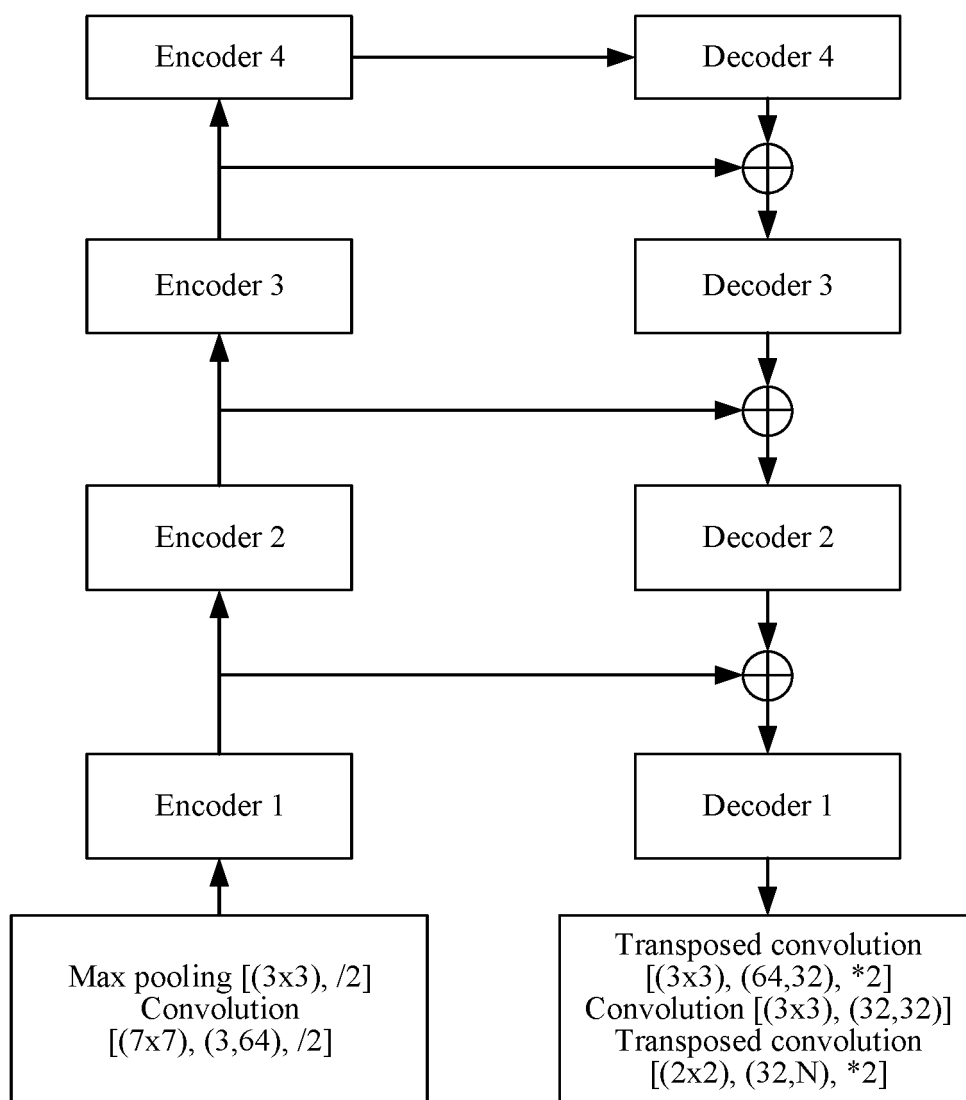 Encoder 4
Decoder 4
Encoder 3
Decoder 3
Encoder 2
Decoder 2
Encoder 1
Decoder 1
Max pooling [(3x3), /2]
Convolution
[(7x7), (3,64), /2]
Transposed convolution
[(3x3), (64,32), *2]
Convolution [(3x3), (32,32)]
Transposed convolution
[(2x2), (32,N), *2]